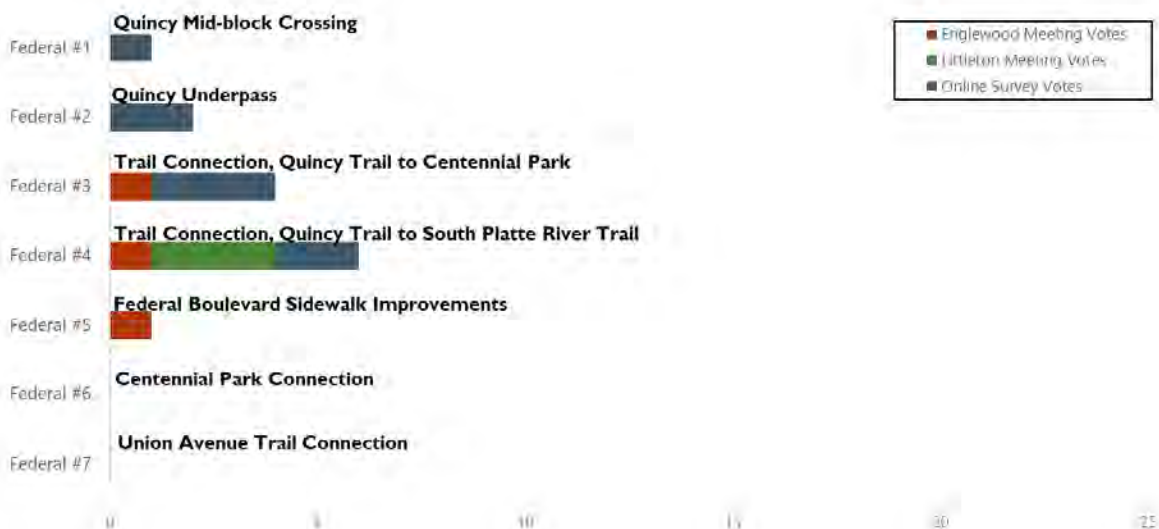 Quincy Mid-block Crossing
Federal #1
Englewood Meeting Votes
Littleton Meeting Votes
Online Survey Votes
Quincy Underpass
Federal #2
Trail Connection, Quincy Trail to Centennial Park
Federal #3
Trail Connection, Quincy Trail to South Platte River Trail
Federal #4
Federal Boulevard Sidewalk Improvements
Federal #5
Centennial Park Connection
Federal #6
Union Avenue Trail Connection
Federal #7
0 5 10 15 20 25